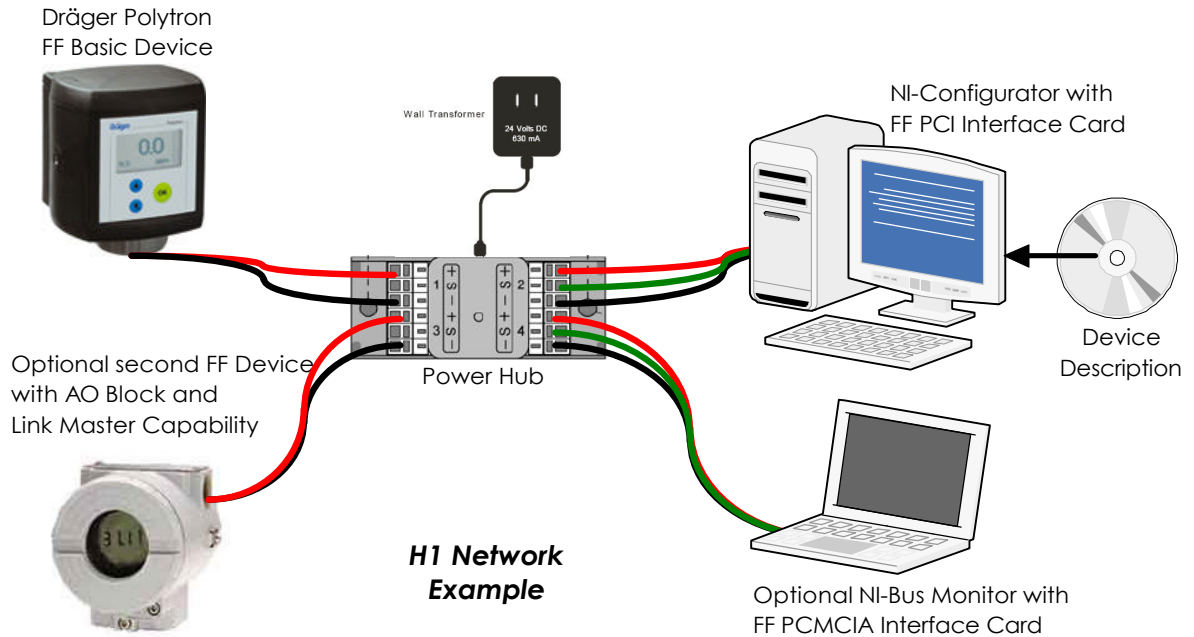 Dräger Polytron
FF Basic Device
Dräger
0.0
OK
Wall Transformer
24 Volts DC
630 mA
NI-Configurator with
FF PCI Interface Card
Device
Description
+ S - 1
2 + S -
3 + S -
4 + S -
Power Hub
Optional second FF Device
with AO Block and
Link Master Capability
H1 Network
Example
Optional NI-Bus Monitor with
FF PCMCIA Interface Card